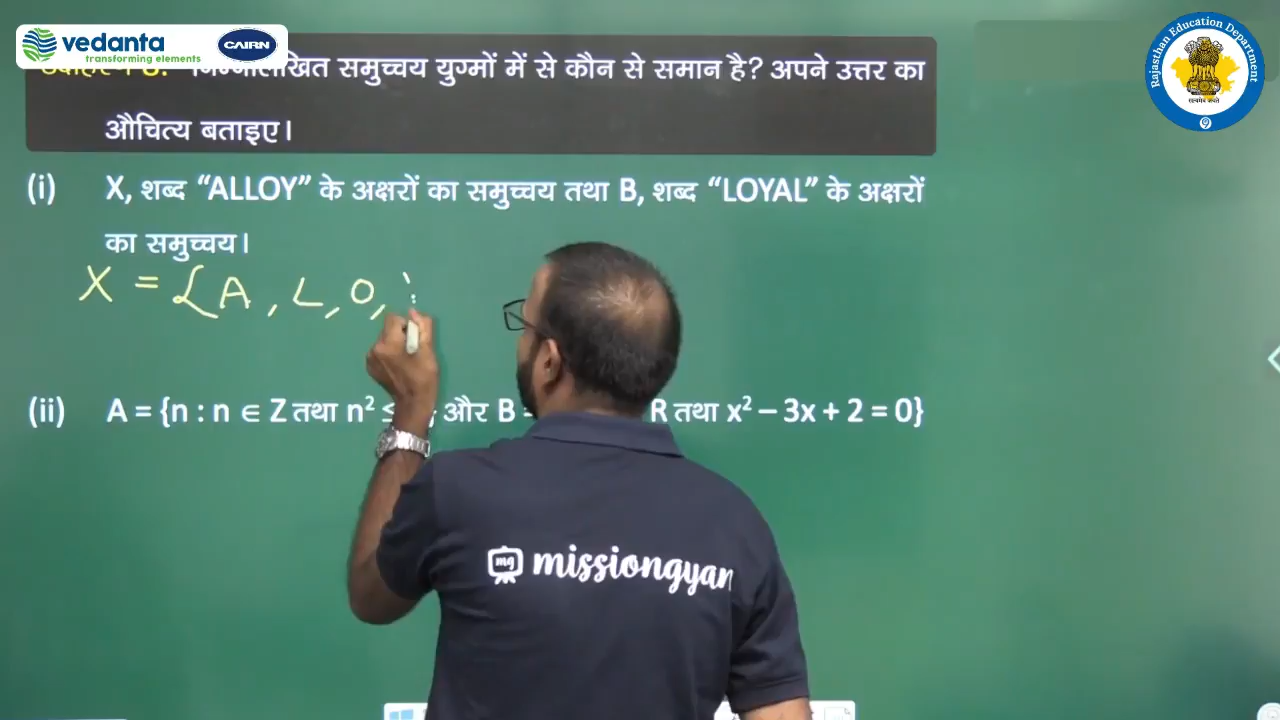 vedanta
transforming elements
CAIRN
Rajasthan Education Department
सत्यमेव जयते
समुच्चय युग्मों में से कौन से समान है? अपने उत्तर का
औचित्य बताइए।
(i) X, शब्द “ALLOY” के अक्षरों का समुच्चय तथा B, शब्द “LOYAL” के अक्षरों
का समुच्चय।
X = { A , L , O ,
(ii) A = {n : n ∈ Z तथा n² ≤ और B = R तथा x² – 3x + 2 = 0}
mg missiongyan